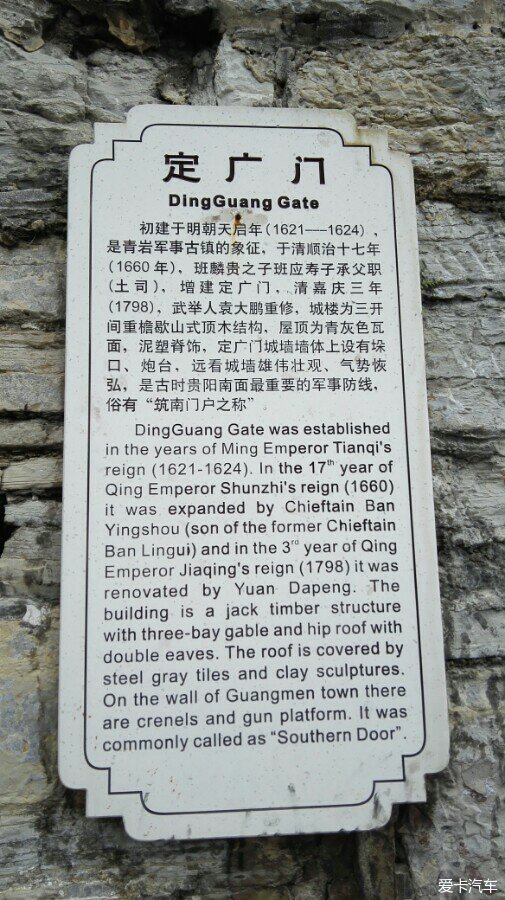 定广门
DingGuang Gate
初建于明朝天启年(1621——1624)，
是青岩军事古镇的象征，于清顺治十七年
(1660年)，班麟贵之子班应寿子承父职
(土司)，增建定广门，清嘉庆三年
(1798)，武举人袁大鹏重修，城楼为三开
间重檐歇山式顶木结构，屋顶为青灰色瓦
面，泥塑脊饰，定广门城墙墙体上设有垛
口、炮台，远看城墙雄伟壮观、气势恢
弘，是古时贵阳南面最重要的军事防线，
俗有“筑南门户之称”
DingGuang Gate was established
in the years of Ming Emperor Tianqi's
reign (1621-1624). In the 17th year of
Qing Emperor Shunzhi's reign (1660)
it was expanded by Chieftain Ban
Yingshou (son of the former Chieftain
Ban Lingui) and in the 3rd year of Qing
Emperor Jiaqing's reign (1798) it was
renovated by Yuan Dapeng. The
building is a jack timber structure
with three-bay gable and hip roof with
double eaves. The roof is covered by
steel gray tiles and clay sculptures.
On the wall of Guangmen town there
are crenels and gun platform. It was
commonly called as “Southern Door”
爱卡汽车